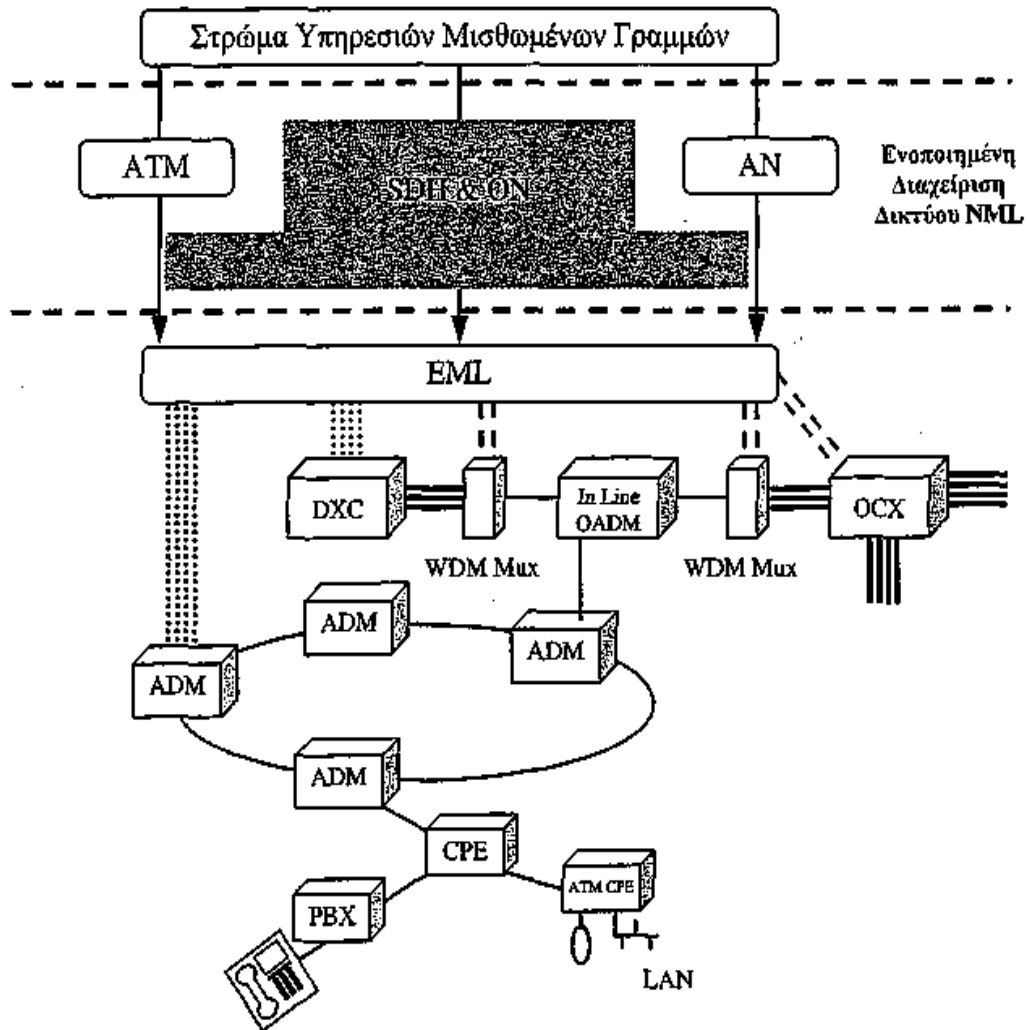 Στρώμα Υπηρεσιών Μισθωμένων Γραμμών
ATM
SDH & ON
AN
Ενοποιημένη
Διαχείριση
Δικτύου NML
EML
DXC
In Line
OADM
OCX
WDM Mux
WDM Mux
ADM
ADM
ADM
ADM
CPE
ATM CPE
PBX
LAN